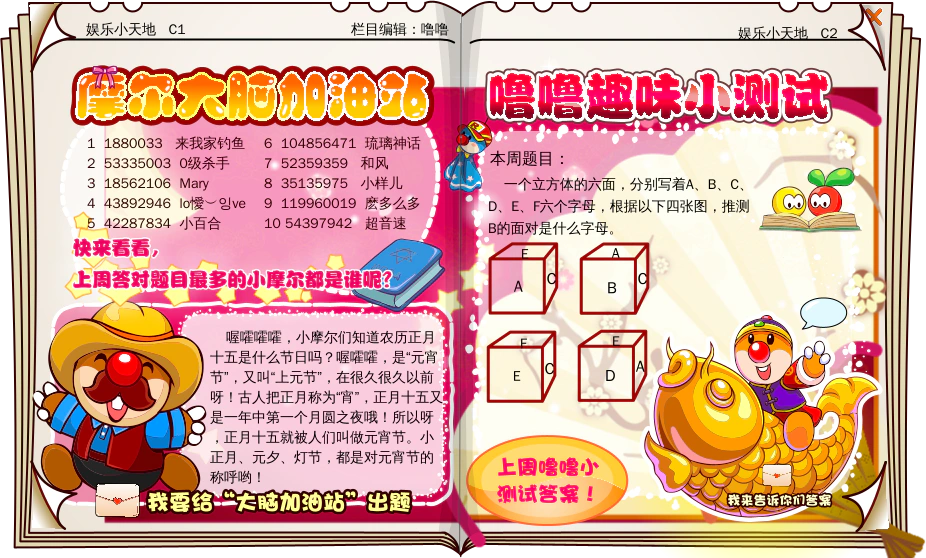 娱乐小天地 C1
栏目编辑：噜噜
摩尔大脑加油站
1 1880033 来我家钓鱼 6 104856471 琉璃神话
2 53335003 0级杀手 7 52359359 和风
3 18562106 Mary 8 35135975 小样儿
4 43892946 lo懓︶잉ve 9 119960019 麽多么多
5 42287834 小百合 10 54397942 超音速
快来看看，
上周答对题目最多的小摩尔都是谁呢？
喔嚯嚯嚯，小摩尔们知道农历正月
十五是什么节日吗？喔嚯嚯，是“元宵
节”，又叫“上元节”，在很久很久以前
呀！古人把正月称为“宵”，正月十五又
是一年中第一个月圆之夜哦！所以呀
，正月十五就被人们叫做元宵节。小
正月、元夕、灯节，都是对元宵节的
称呼哟！
我要给“大脑加油站”出题
娱乐小天地 C2
噜噜趣味小测试
本周题目：
一个立方体的六面，分别写着A、B、C、
D、E、F六个字母，根据以下四张图，推测
B的面对是什么字母。
F
A C
A
B C
F
E C
F
D A
上周噜噜小
测试答案！
我来告诉你们答案